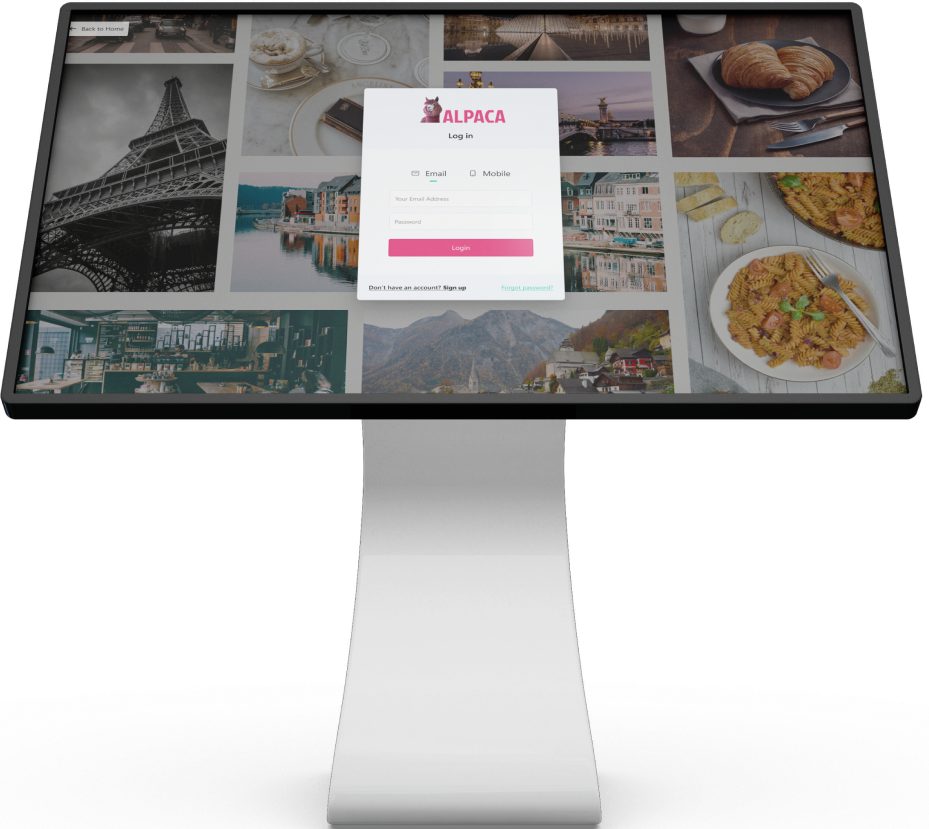 ← Back to Home
ALPACA
Log in
Email
Mobile
Your Email Address
Password
Login
Don't have an account? Sign up
Forgot password?